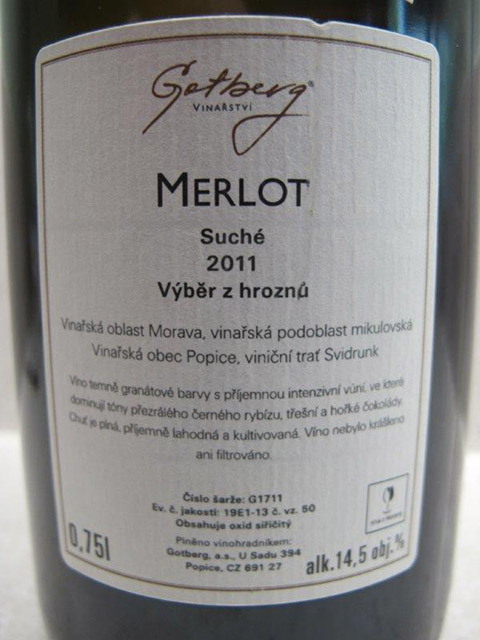 Gotberg®
VINAŘSTVÍ
MERLOT
Suché
2011
Výběr z hroznů
Vinařská oblast Morava, vinařská podoblast mikulovská
Vinařská obec Popice, viniční trať Svidrunk
Víno temně granátové barvy s příjemnou intenzivní vůní, ve které
dominují tóny přezrálého černého rybízu, třešní a hořké čokolády.
Chuť je plná, příjemně lahodná a kultivovaná. Víno nebylo krášleno
ani filtrováno.
Číslo šarže: G1711
Ev. č. jakosti: 19E1-13 č. vz. 50
Obsahuje oxid siřičitý
Plněno vinohradníkem:
Gotberg, a.s., U Sadu 394
Popice, CZ 691 27
0,75l
alk.14,5 obj.%